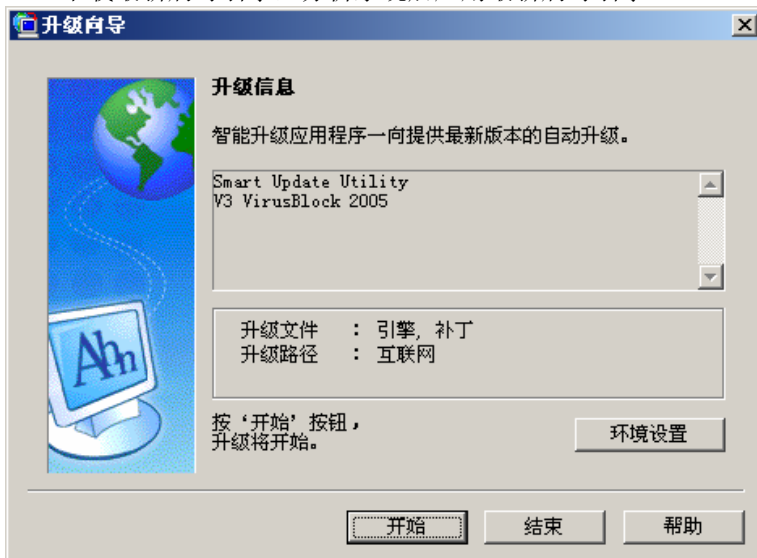 升级向导
升级信息
智能升级应用程序一向提供最新版本的自动升级。
Smart Update Utility
V3 VirusBlock 2005
升级文件 : 引擎, 补丁
升级路径 : 互联网
Ahn
按‘开始’按钮，
升级将开始。
环境设置
开始
结束
帮助